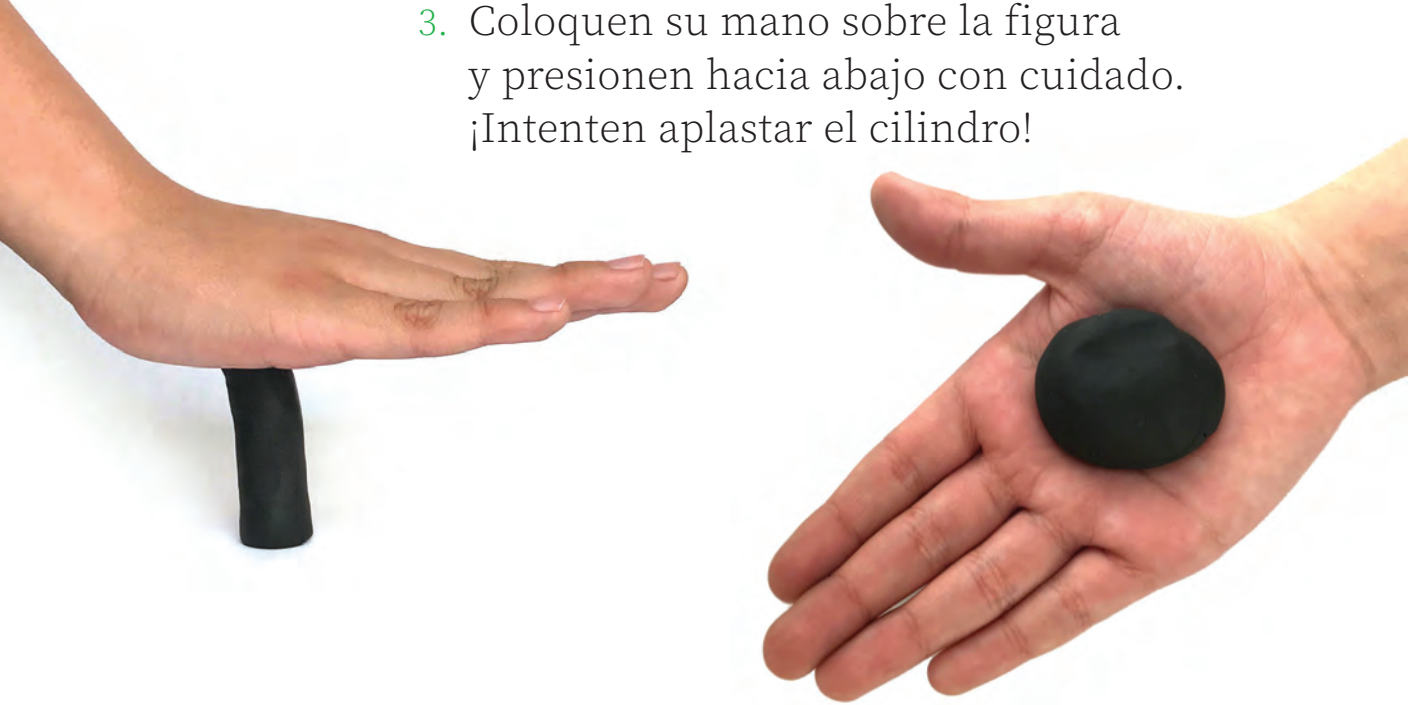 3. Coloquen su mano sobre la figura
y presionen hacia abajo con cuidado.
¡Intenten aplastar el cilindro!